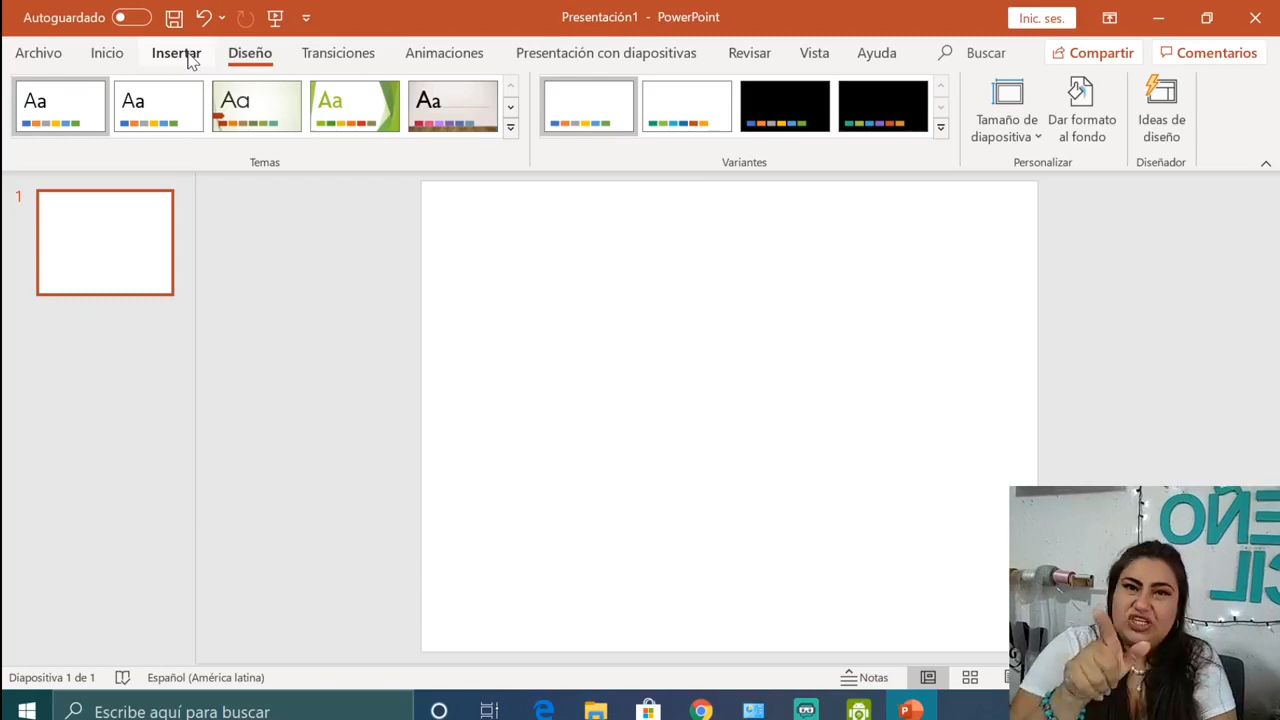 Autoguardado
Presentación1 - PowerPoint
Inic. ses.
Archivo Inicio Insertar Diseño Transiciones Animaciones Presentación con diapositivas Revisar Vista Ayuda Buscar Compartir Comentarios
Aa Aa Aa Aa Aa
Tamaño de diapositiva
Dar formato al fondo
Ideas de diseño
Temas Variantes Personalizar Diseñador
1
EÑO
CIL
Diapositiva 1 de 1 Español (América latina) Notas
Escribe aquí para buscar